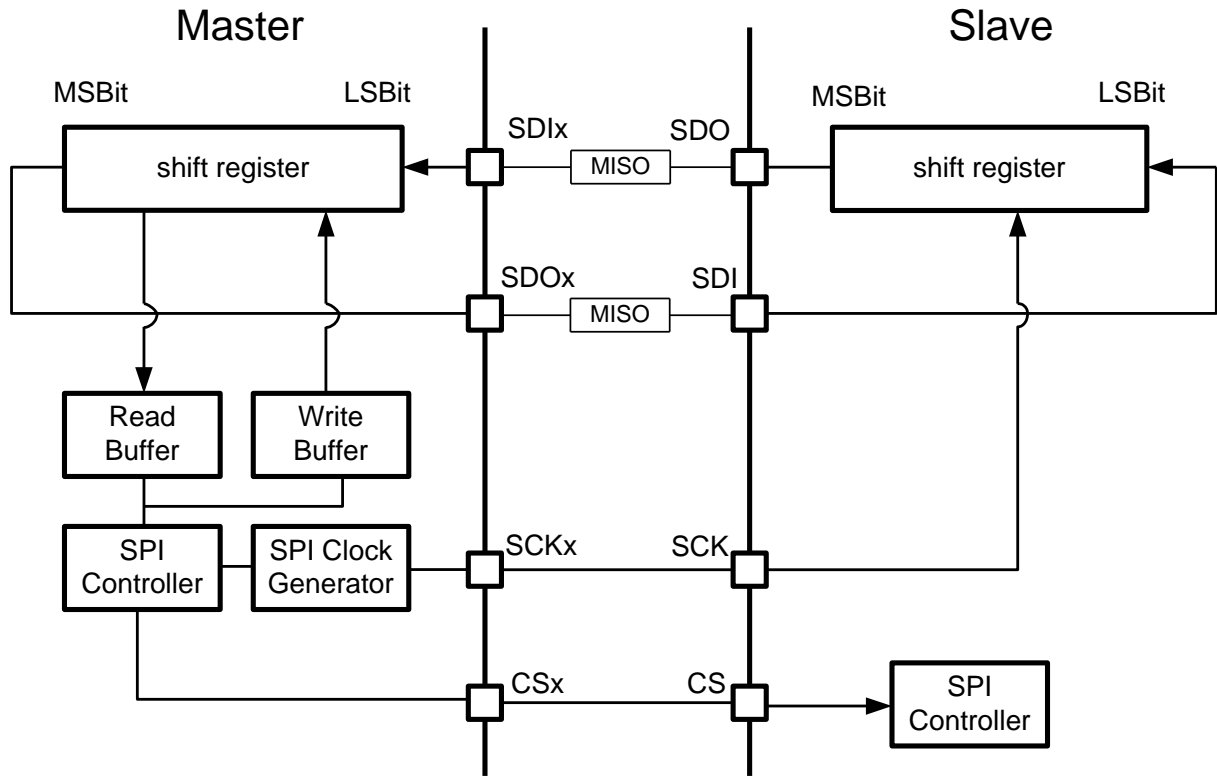 Master
Slave
MSBit
LSBit
MSBit
LSBit
SDIx
SDO
shift register
MISO
shift register
SDOx
SDI
MISO
Read
Buffer
Write
Buffer
SPI
Controller
SPI Clock
Generator
SCKx
SCK
CSx
CS
SPI
Controller